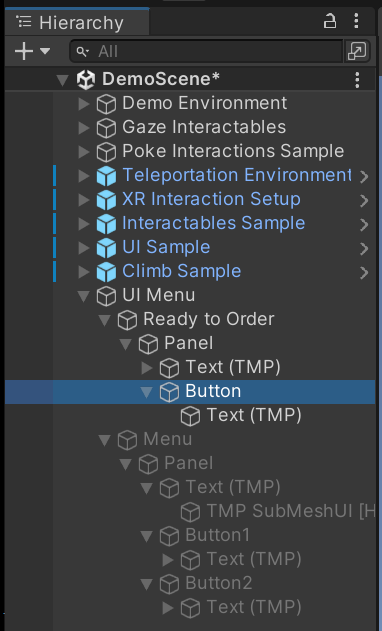 Hierarchy
All
DemoScene*
Demo Environment
Gaze Interactables
Poke Interactions Sample
Teleportation Environment
XR Interaction Setup
Interactables Sample
UI Sample
Climb Sample
UI Menu
Ready to Order
Panel
Text (TMP)
Button
Text (TMP)
Menu
Panel
Text (TMP)
TMP SubMeshUI [H
Button1
Text (TMP)
Button2
Text (TMP)